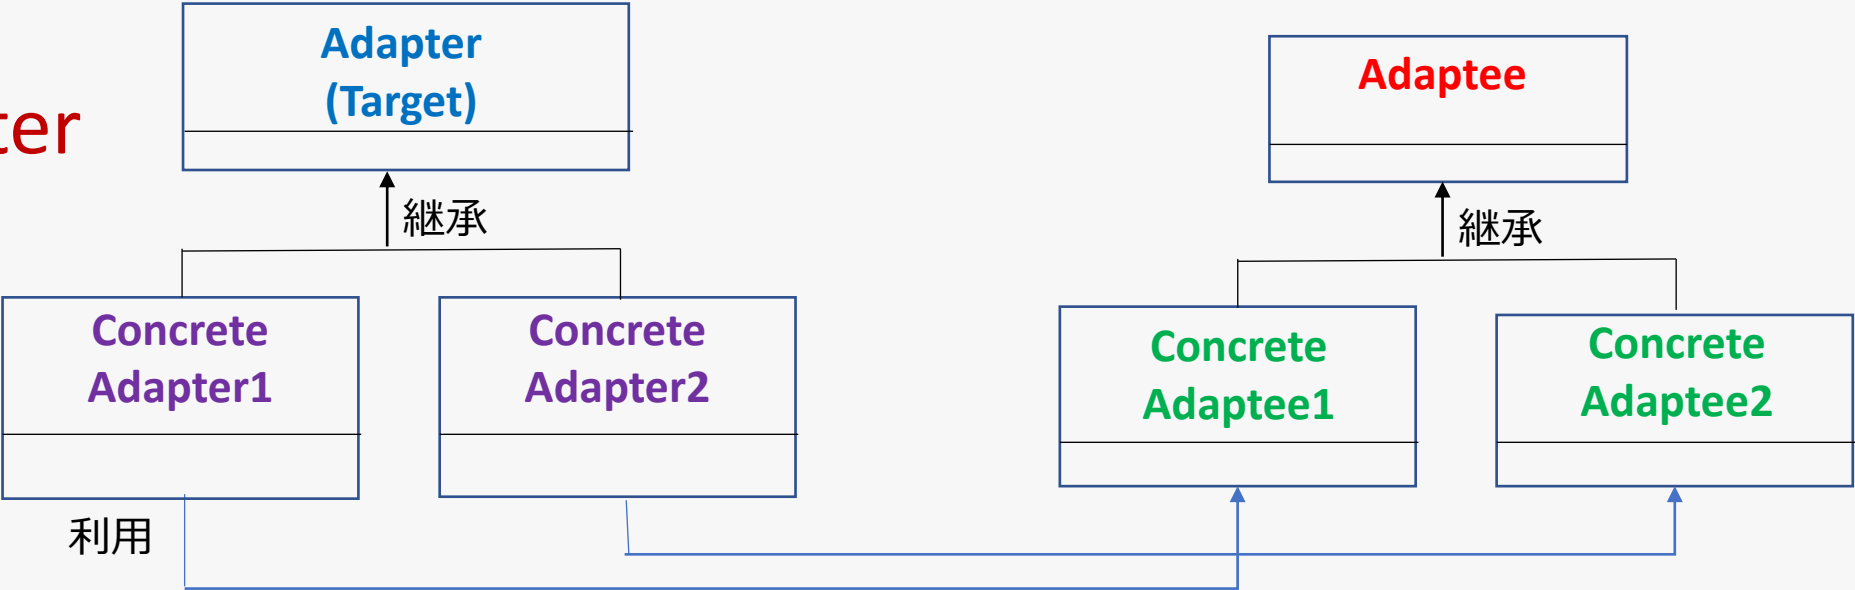 Adapter
(Target)
Adaptee
ter
継承
継承
Concrete
Adapter1
Concrete
Adapter2
Concrete
Adaptee1
Concrete
Adaptee2
利用